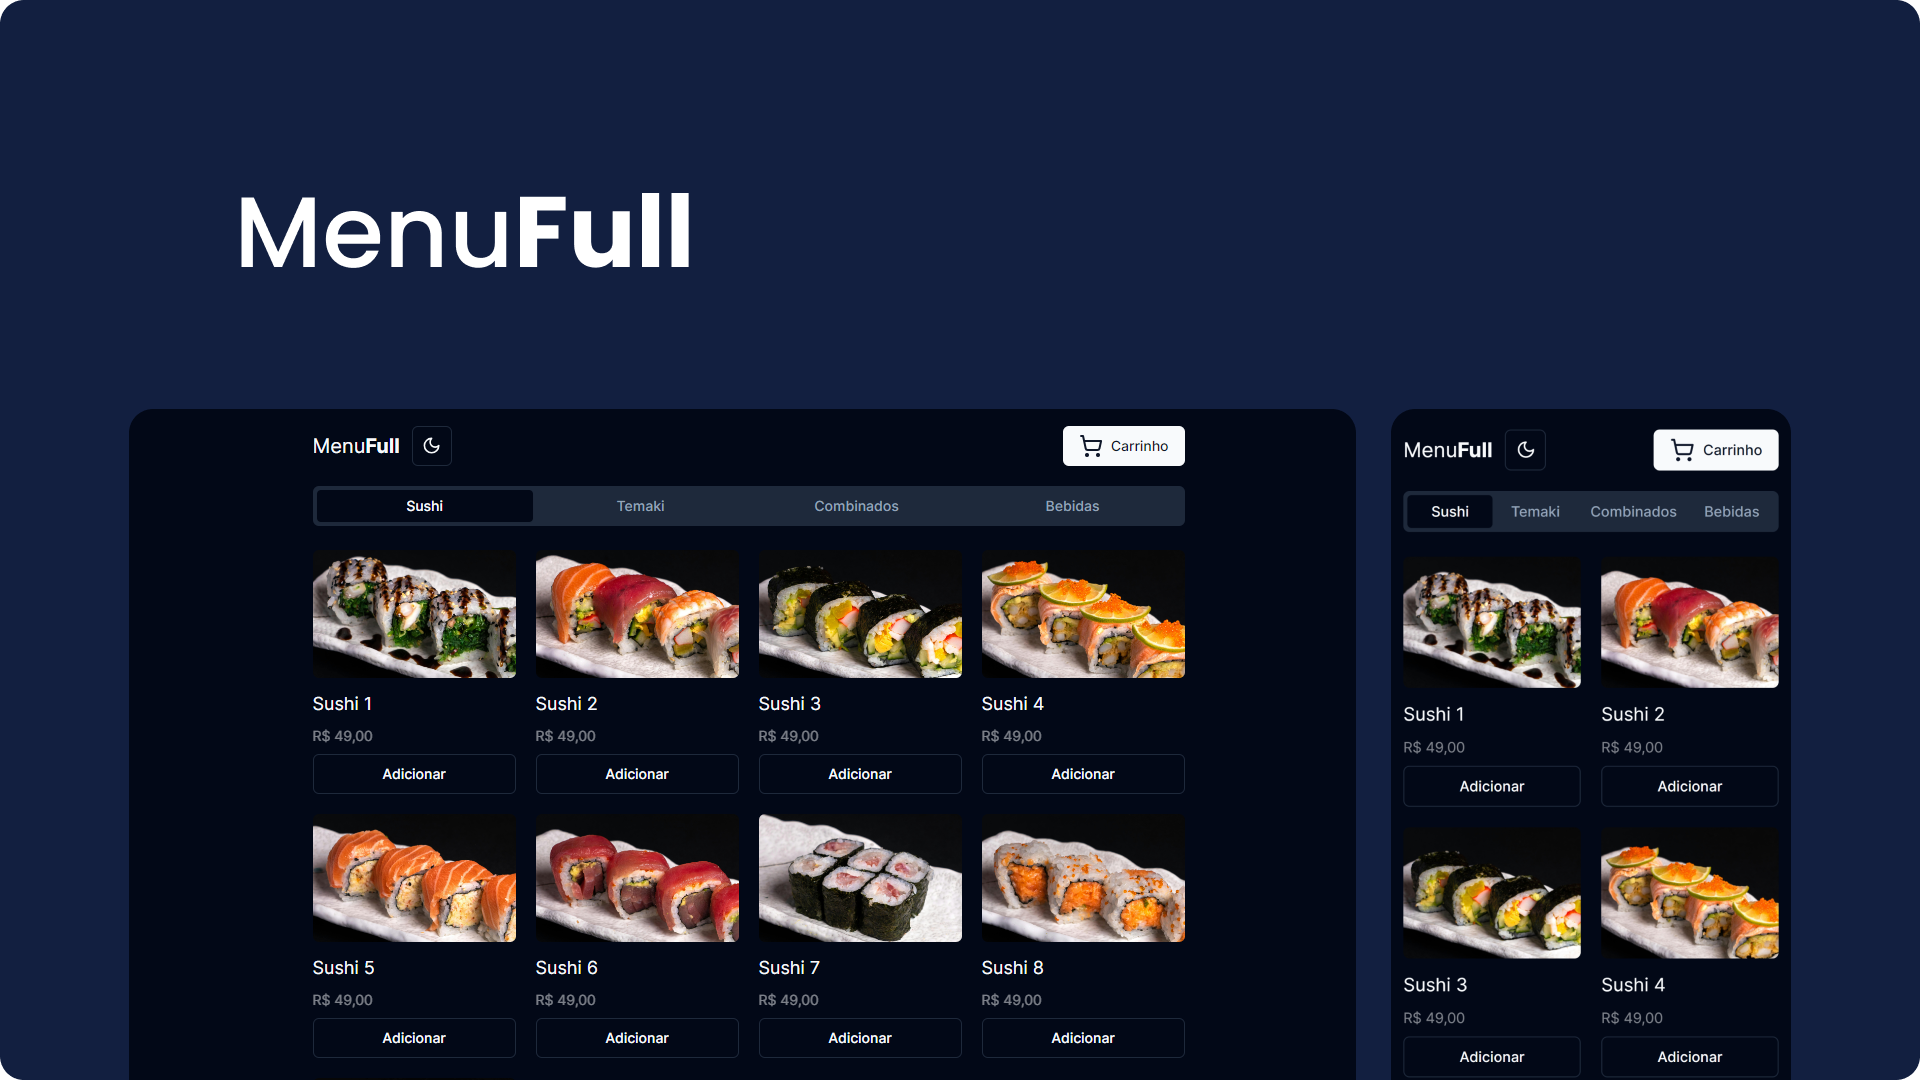 MenuFull
MenuFull
Carrinho
Sushi Temaki Combinados Bebidas
Sushi 1 Sushi 2 Sushi 3 Sushi 4
R$ 49,00 R$ 49,00 R$ 49,00 R$ 49,00
Adicionar Adicionar Adicionar Adicionar
Sushi 5 Sushi 6 Sushi 7 Sushi 8
R$ 49,00 R$ 49,00 R$ 49,00 R$ 49,00
Adicionar Adicionar Adicionar Adicionar
MenuFull
Carrinho
Sushi Temaki Combinados Bebidas
Sushi 1 Sushi 2
R$ 49,00 R$ 49,00
Adicionar Adicionar
Sushi 3 Sushi 4
R$ 49,00 R$ 49,00
Adicionar Adicionar